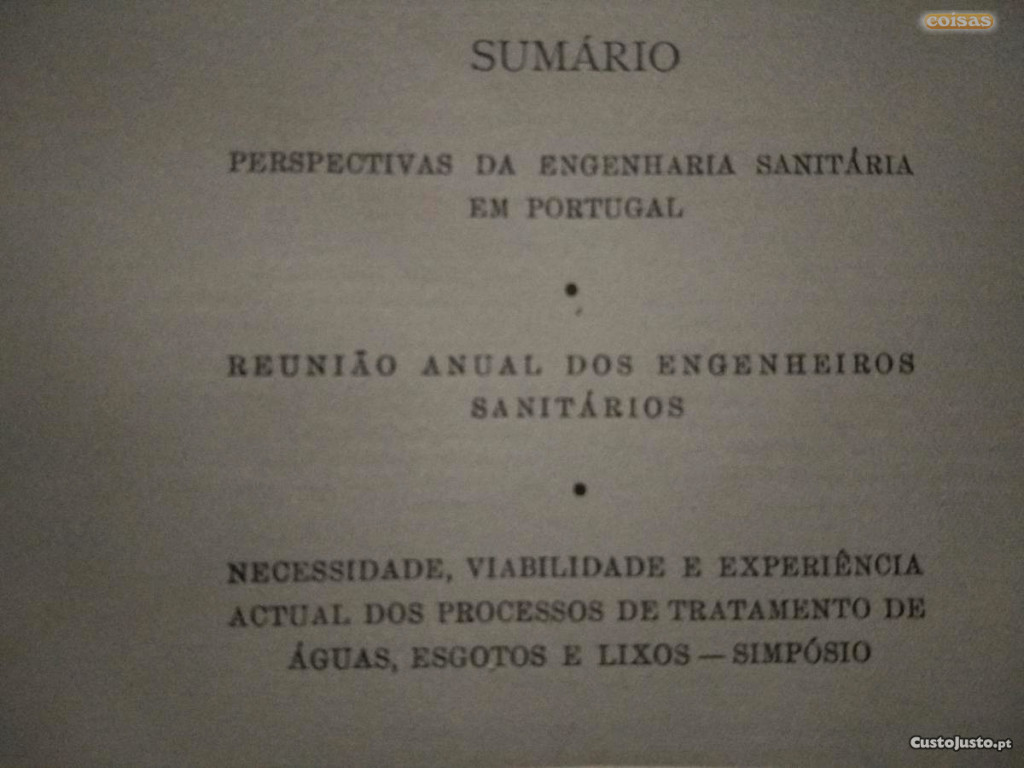 coisas
SUMÁRIO
PERSPECTIVAS DA ENGENHARIA SANITÁRIA
EM PORTUGAL
•
REUNIÃO ANUAL DOS ENGENHEIROS
SANITÁRIOS
•
NECESSIDADE, VIABILIDADE E EXPERIÊNCIA
ACTUAL DOS PROCESSOS DE TRATAMENTO DE
ÁGUAS, ESGOTOS E LIXOS — SIMPÓSIO
CustoJusto.pt